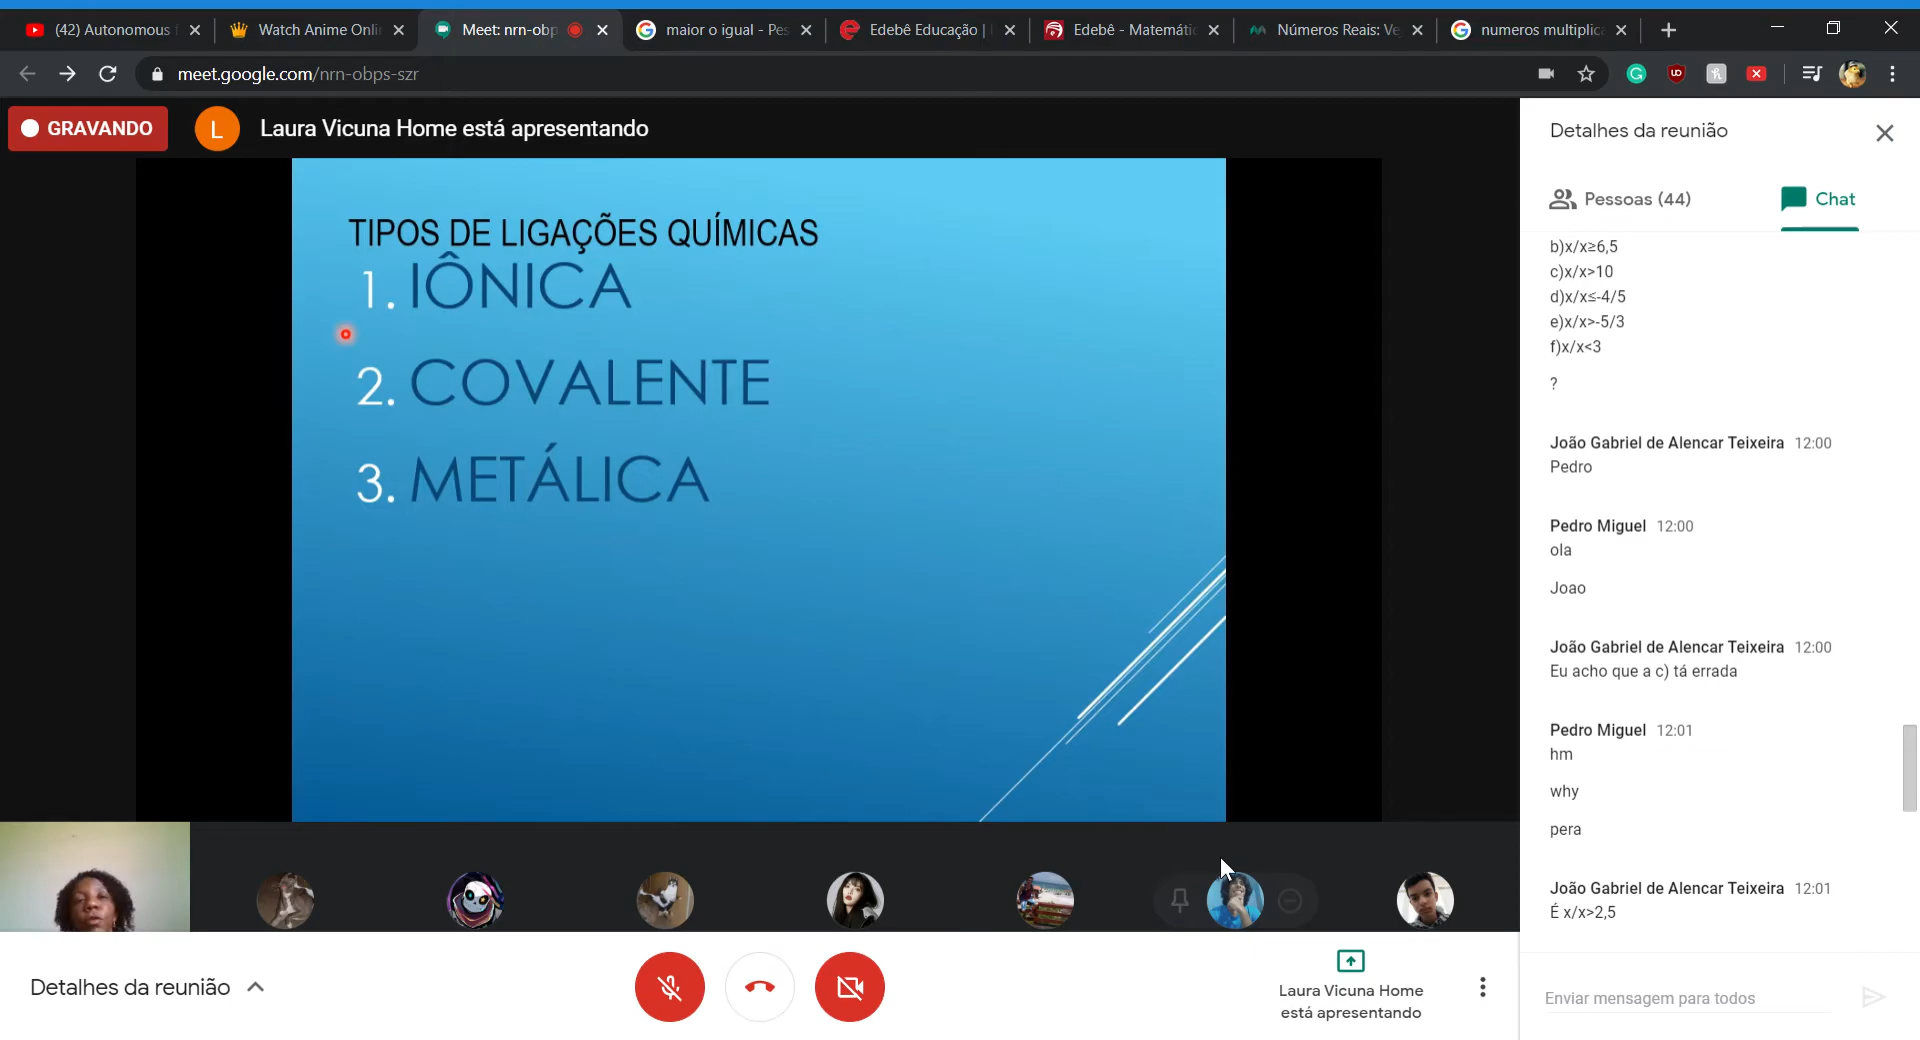 (42) Autonomous
Watch Anime Onli
Meet: nrn-obp
maior o igual - Pes
Edebê Educação |
Edebê - Matemátic
Números Reais: Ve
numeros multiplica
meet.google.com/nrn-obps-szr
GRAVANDO
L
Laura Vicuna Home está apresentando
TIPOS DE LIGAÇÕES QUÍMICAS
1. IÔNICA
2. COVALENTE
3. METÁLICA
Detalhes da reunião
Pessoas (44)
Chat
b)x/x≥6,5
c)x/x>10
d)x/x≤-4/5
e)x/x>-5/3
f)x/x<3
?
João Gabriel de Alencar Teixeira 12:00
Pedro
Pedro Miguel 12:00
ola
Joao
João Gabriel de Alencar Teixeira 12:00
Eu acho que a c) tá errada
Pedro Miguel 12:01
hm
why
pera
João Gabriel de Alencar Teixeira 12:01
É x/x>2,5
Enviar mensagem para todos
Detalhes da reunião
Laura Vicuna Home
está apresentando